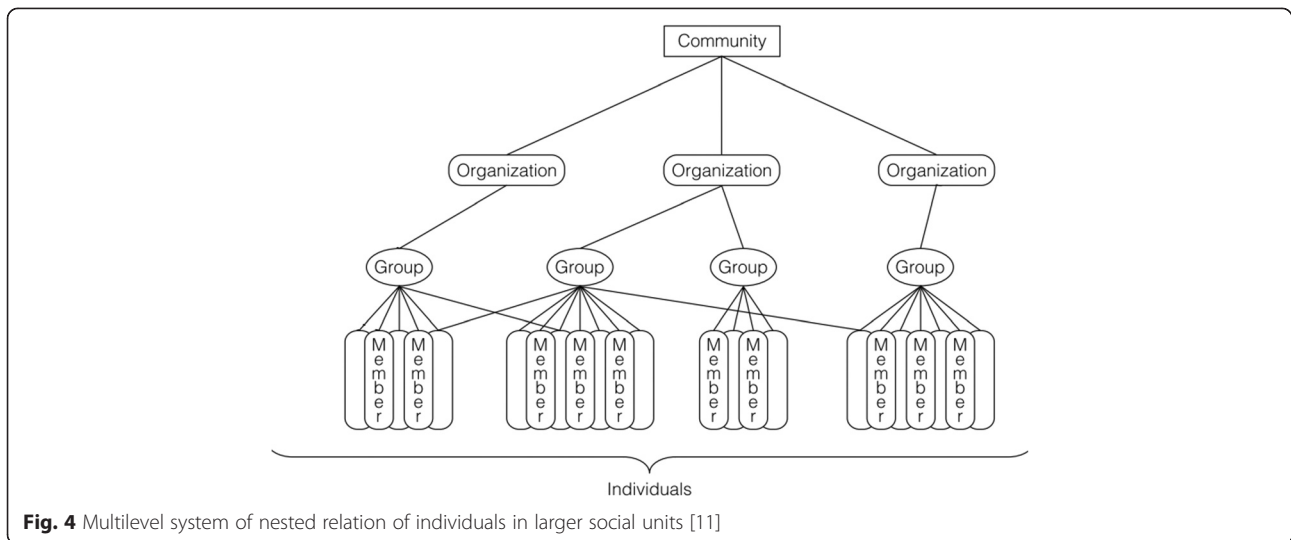 Community
Organization Organization Organization
Group Group Group Group
Member Member Member Member Member Member Member Member Member Member
Individuals
Fig. 4 Multilevel system of nested relation of individuals in larger social units [11]